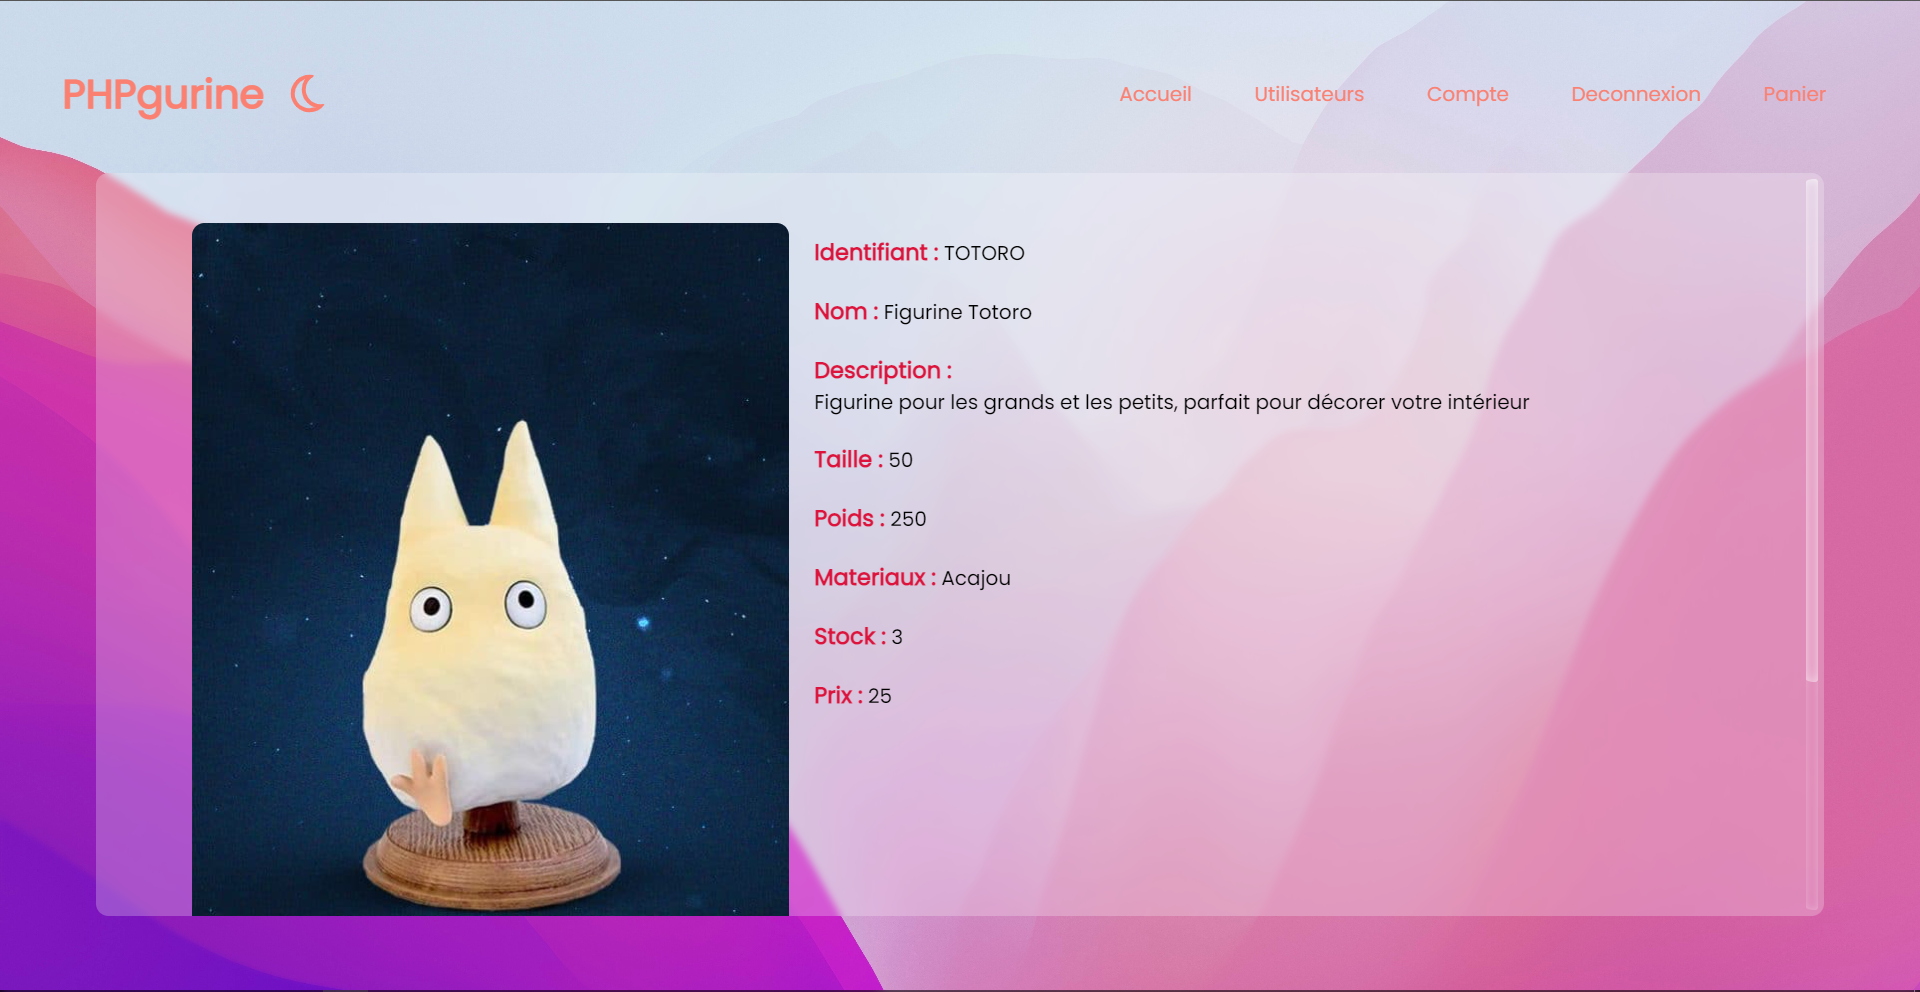 PHPgurine
Accueil Utilisateurs Compte Deconnexion Panier
Identifiant : TOTORO
Nom : Figurine Totoro
Description :
Figurine pour les grands et les petits, parfait pour décorer votre intérieur
Taille : 50
Poids : 250
Materiaux : Acajou
Stock : 3
Prix : 25